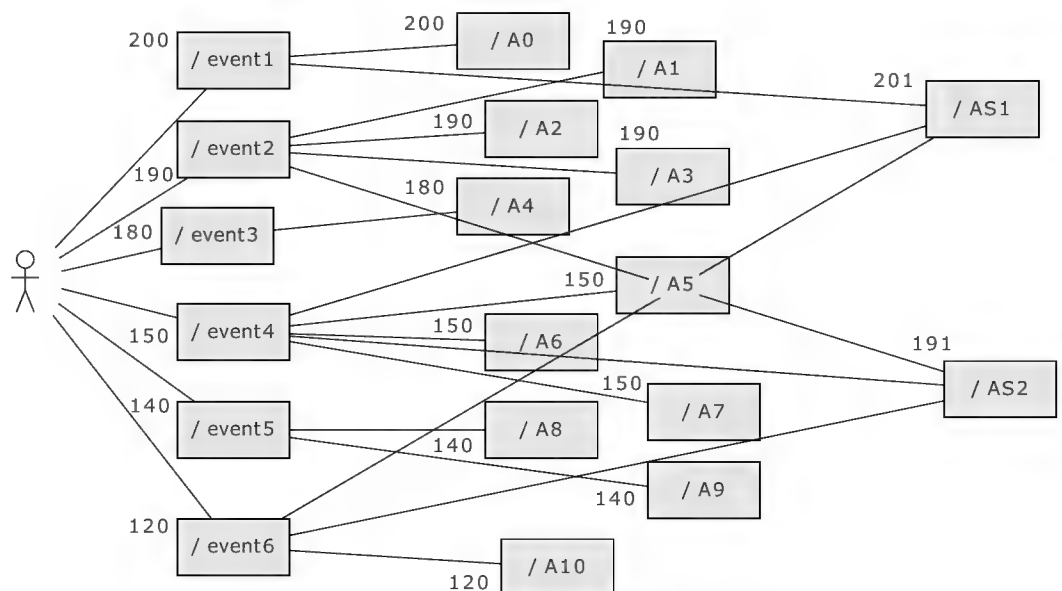 200
/ event1
200
/ A0
190
/ A1
201
/ AS1
190
/ event2
190
/ A2
190
/ A3
180
/ event3
180
/ A4
150
/ event4
150
/ A5
150
/ A6
191
/ AS2
150
/ A7
140
/ event5
140
/ A8
140
/ A9
120
/ event6
120
/ A10